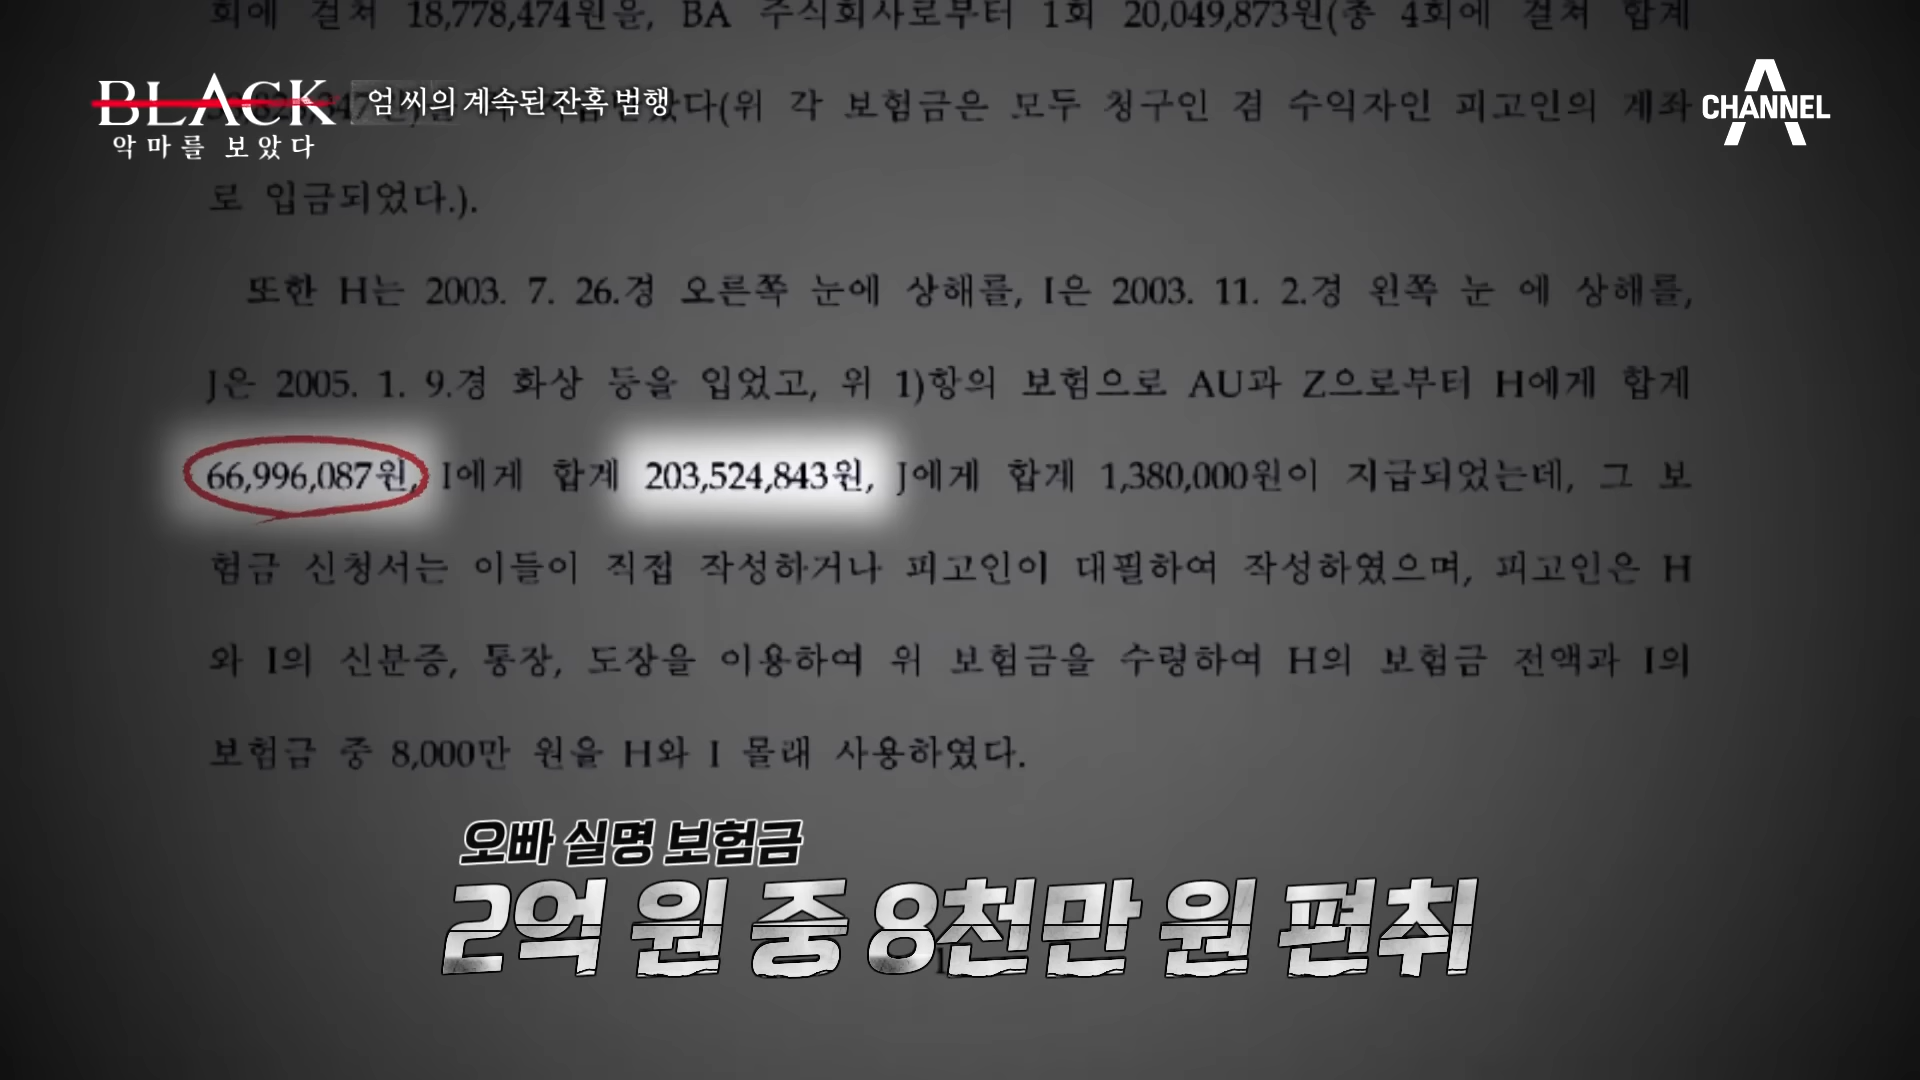 회에 걸쳐 18,778,474원을, BA 주식회사로부터 1회 20,049,873원(총 4회에 걸쳐 합계
BLACK
악마를 보았다
엄 씨의 계속된 잔혹 범행
CHANNEL A
(위 각 보험금은 모두 청구인 겸 수익자인 피고인의 계좌
로 입금되었다.).
또한 H는 2003. 7. 26.경 오른쪽 눈에 상해를, I은 2003. 11. 2.경 왼쪽 눈 에 상해를,
J은 2005. 1. 9.경 화상 등을 입었고, 위 1)항의 보험으로 AU과 Z으로부터 H에게 합계
66,996,087원, I에게 합계 203,524,843원, J에게 합계 1,380,000원이 지급되었는데, 그 보
험금 신청서는 이들이 직접 작성하거나 피고인이 대필하여 작성하였으며, 피고인은 H
와 I의 신분증, 통장, 도장을 이용하여 위 보험금을 수령하여 H의 보험금 전액과 I의
보험금 중 8,000만 원을 H와 I 몰래 사용하였다.
오빠 실명 보험금
2억 원 중 8천만 원 편취